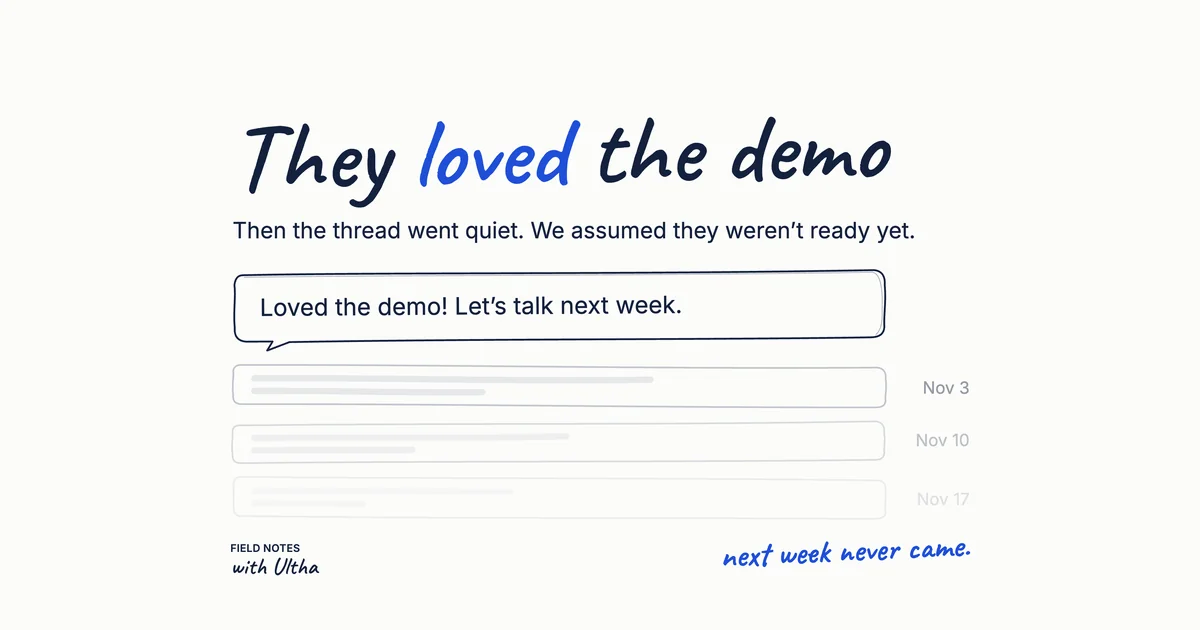 They loved the demo
Then the thread went quiet. We assumed they weren’t ready yet.
Loved the demo! Let’s talk next week.
Nov 3
Nov 10
Nov 17
FIELD NOTES
with Ultha
next week never came.